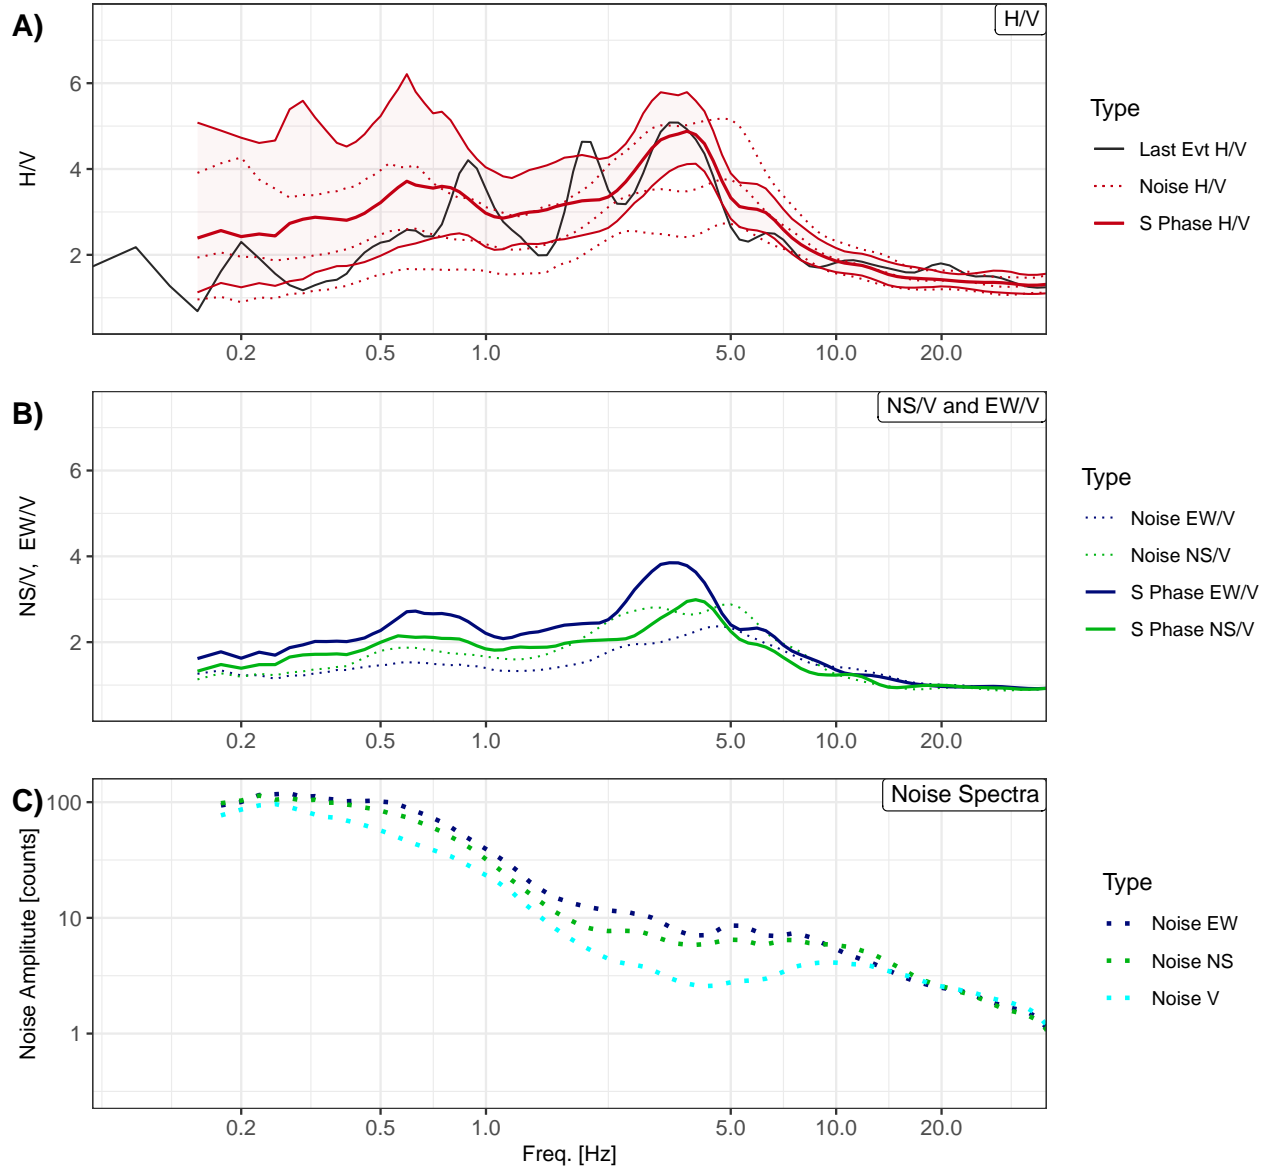 A)
H/V
H/V
6
4
2
0.2 0.5 1.0 5.0 10.0 20.0
Type
Last Evt H/V
Noise H/V
S Phase H/V
B)
NS/V and EW/V
NS/V, EW/V
6
4
2
0.2 0.5 1.0 5.0 10.0 20.0
Type
Noise EW/V
Noise NS/V
S Phase EW/V
S Phase NS/V
C)
Noise Spectra
Noise Amplitute [counts]
100
10
1
0.2 0.5 1.0 5.0 10.0 20.0
Freq. [Hz]
Type
Noise EW
Noise NS
Noise V